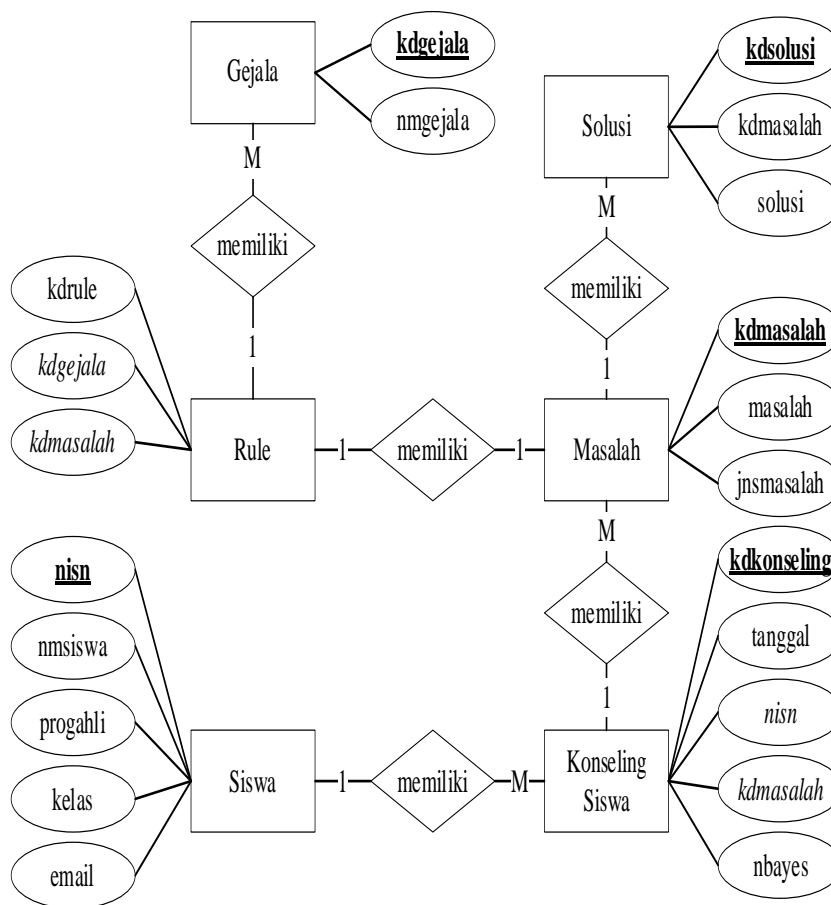 Gejala
kdgejala
nmgejala
M
memiliki
1
Solusi
kdsolusi
kdmasalah
solusi
M
memiliki
1
kdrule
kdgejala
kdmasalah
Rule
1
memiliki
1
Masalah
kdmasalah
masalah
jnsmasalah
M
memiliki
1
nisn
nmsiswa
progahli
kelas
email
Siswa
1
memiliki
M
Konseling
Siswa
kdkonseling
tanggal
nisn
kdmasalah
nbayes